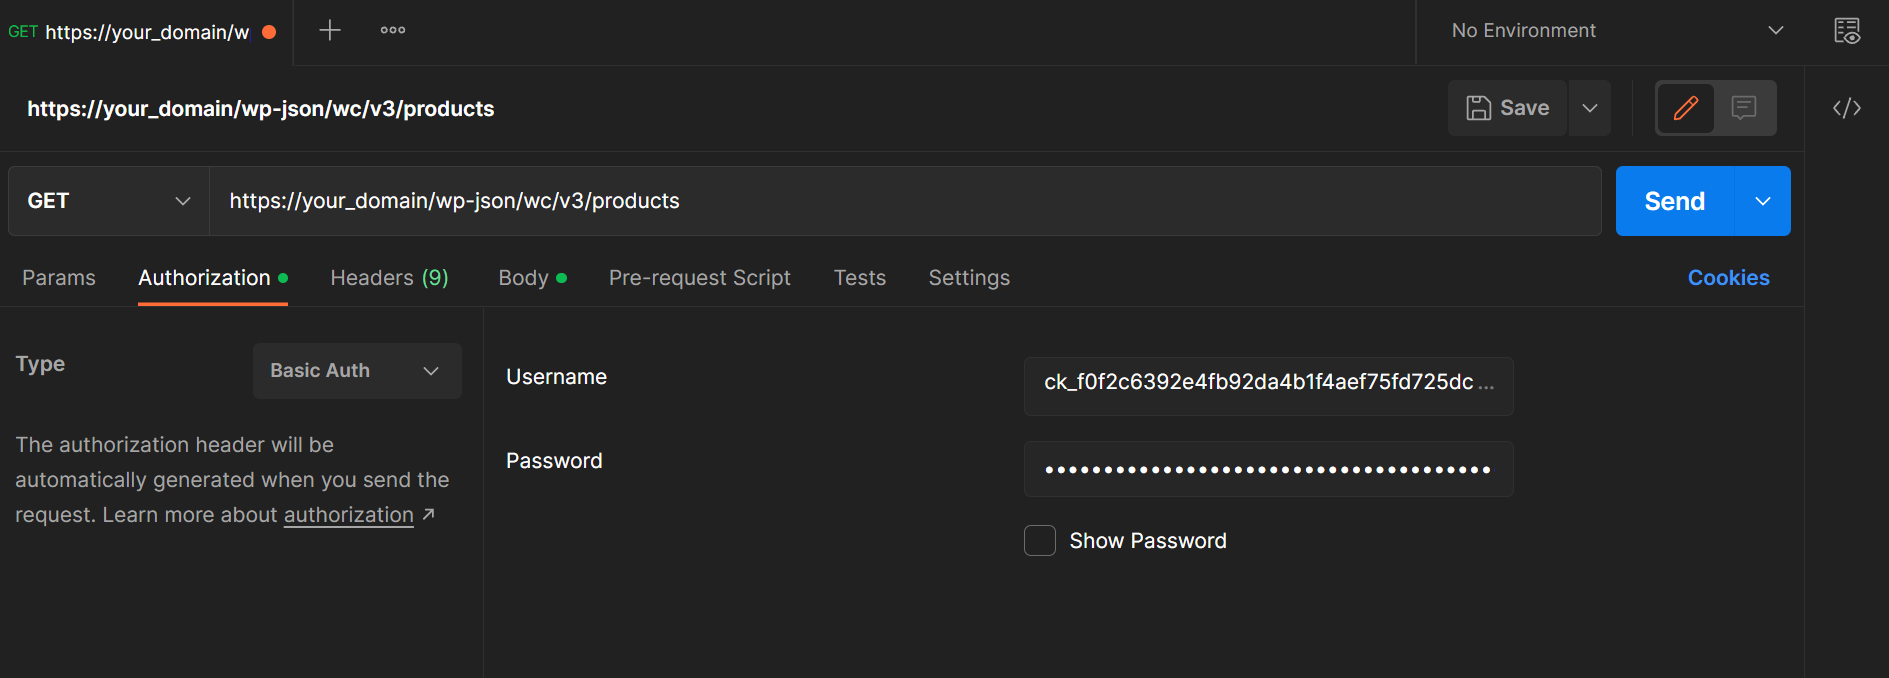 GET https://your_domain/w
No Environment
https://your_domain/wp-json/wc/v3/products
Save
GET
https://your_domain/wp-json/wc/v3/products
Send
Params
Authorization
Headers (9)
Body
Pre-request Script
Tests
Settings
Cookies
Type
Basic Auth
The authorization header will be
automatically generated when you send the
request. Learn more about authorization ↗
Username
ck_f0f2c6392e4fb92da4b1f4aef75fd725dc ...
Password
Show Password